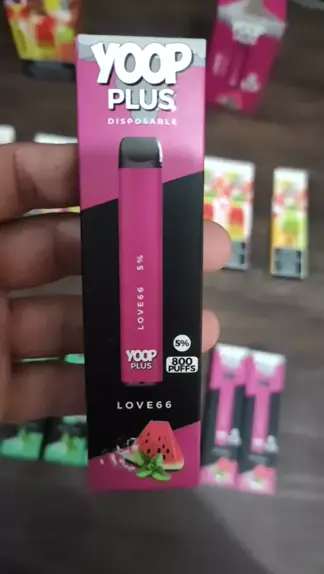 YOOP
PLUS
DISPOSABLE
LOVE66 5%
YOOP
PLUS
5%
800
PUFFS
LOVE66